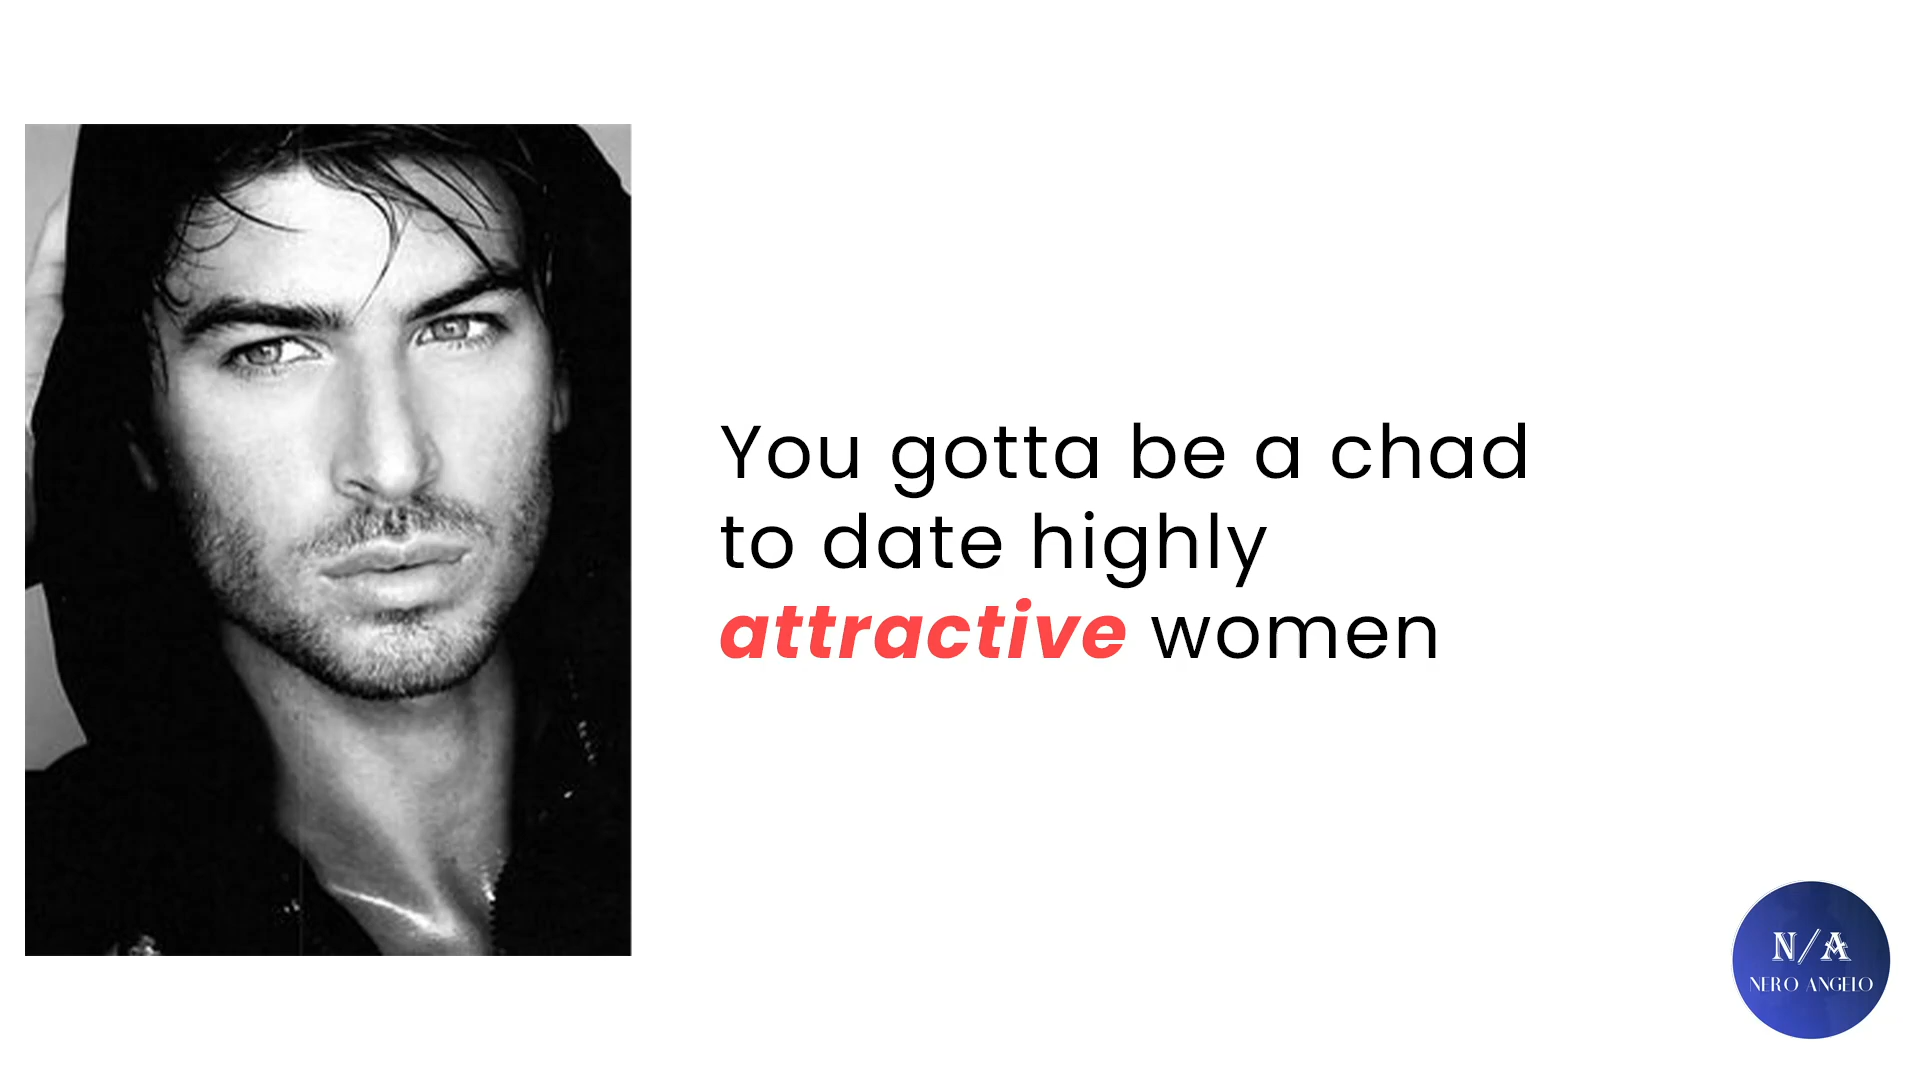 You gotta be a chad
to date highly
attractive women
N/A
NERO ANGELO